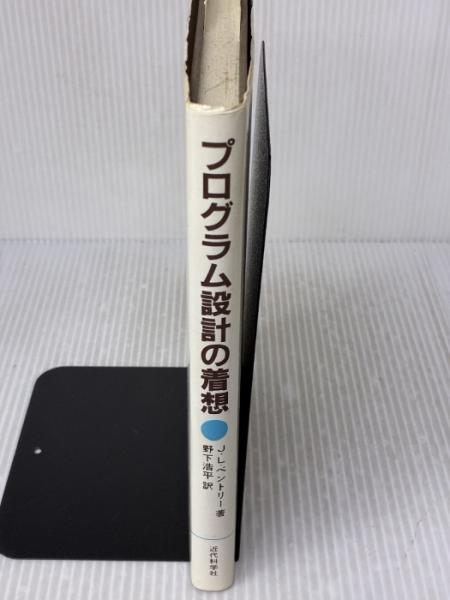 プログラム設計の着想
J・レベントリー 著
野下浩平 訳
近代科学社